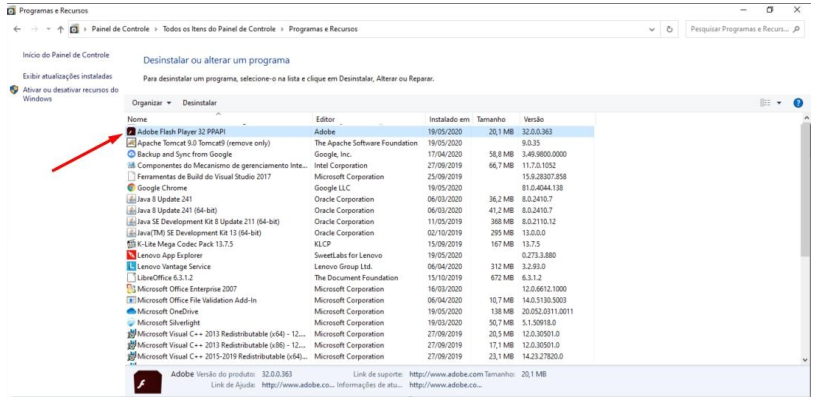 Programas e Recursos
Painel de Controle › Todos os Itens do Painel de Controle › Programas e Recursos
Pesquisar Programas e Recurs...
Início do Painel de Controle
Exibir atualizações instaladas
Ativar ou desativar recursos do Windows
Desinstalar ou alterar um programa
Para desinstalar um programa, selecione-o na lista e clique em Desinstalar, Alterar ou Reparar.
Organizar Desinstalar
Nome Editor Instalado em Tamanho Versão
Adobe Flash Player 32 PPAPI Adobe 19/05/2020 20,1 MB 32.0.0.363
Apache Tomcat 9.0 Tomcat9 (remove only) The Apache Software Foundation 19/05/2020 9.0.35
Backup and Sync from Google Google, Inc. 17/04/2020 58,8 MB 3.49.9800.0000
Componentes do Mecanismo de gerenciamento Inte... Intel Corporation 27/09/2019 66,7 MB 11.7.0.1052
Ferramentas de Build do Visual Studio 2017 Microsoft Corporation 25/09/2019 15.9.28307.858
Google Chrome Google LLC 19/05/2020 81.0.4044.138
Java 8 Update 241 Oracle Corporation 06/03/2020 36,2 MB 8.0.2410.7
Java 8 Update 241 (64-bit) Oracle Corporation 06/03/2020 41,2 MB 8.0.2410.7
Java SE Development Kit 8 Update 211 (64-bit) Oracle Corporation 11/05/2020 368 MB 8.0.2110.12
Java(TM) SE Development Kit 13 (64-bit) Oracle Corporation 02/10/2019 295 MB 13.0.0.0
K-Lite Mega Codec Pack 13.7.5 KLCP 15/09/2019 167 MB 13.7.5
Lenovo App Explorer SweetLabs for Lenovo 19/05/2020 0.273.3.880
Lenovo Vantage Service Lenovo Group Ltd. 06/04/2020 312 MB 3.2.93.0
LibreOffice 6.3.1.2 The Document Foundation 15/10/2019 672 MB 6.3.1.2
Microsoft Office Enterprise 2007 Microsoft Corporation 16/03/2020 12.0.6612.1000
Microsoft Office File Validation Add-In Microsoft Corporation 06/04/2020 10,7 MB 14.0.5130.5003
Microsoft OneDrive Microsoft Corporation 19/05/2020 138 MB 20.052.0311.0011
Microsoft Silverlight Microsoft Corporation 19/03/2020 50,7 MB 5.1.50918.0
Microsoft Visual C++ 2013 Redistributable (x64) - 12.... Microsoft Corporation 27/09/2019 20,5 MB 12.0.30501.0
Microsoft Visual C++ 2013 Redistributable (x86) - 12.... Microsoft Corporation 27/09/2019 17,1 MB 12.0.30501.0
Microsoft Visual C++ 2015-2019 Redistributable (x64)... Microsoft Corporation 27/09/2019 23,1 MB 14.23.27820.0
Adobe Versão do produto: 32.0.0.363 Link de suporte: http://www.adobe.com Tamanho: 20,1 MB
Link de Ajuda: http://www.adobe.co... Informações de atu... http://www.adobe.co...